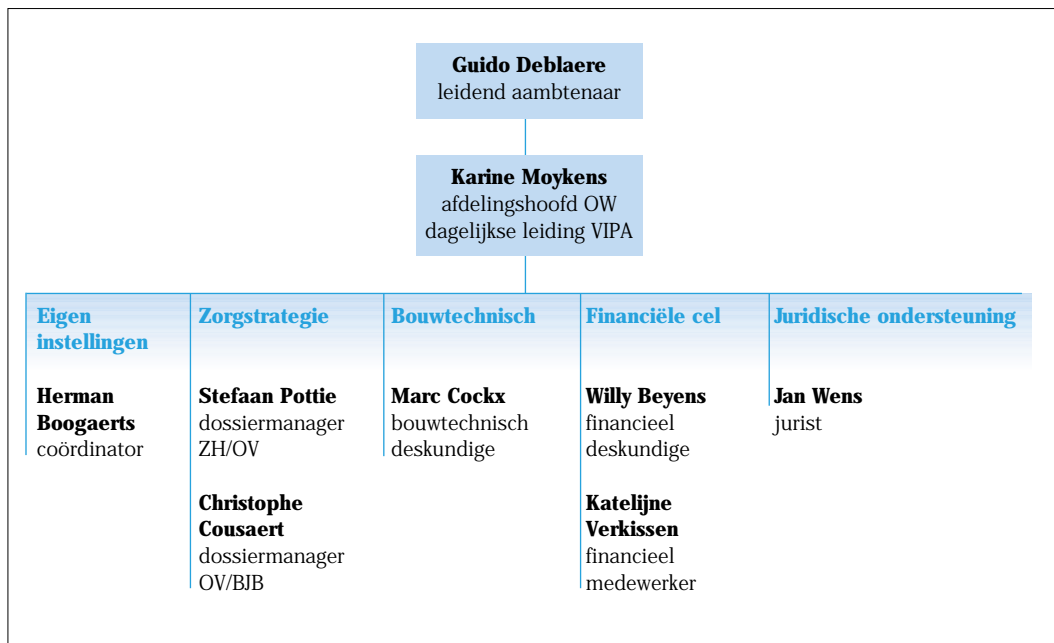 Guido Deblaere
leidend aambtenaar
Karine Moykens
afdelingshoofd OW
dagelijkse leiding VIPA
Eigen
instellingen
Herman
Boogaerts
coördinator
Zorgstrategie
Stefaan Pottie
dossiermanager
ZH/OV
Christophe
Cousaert
dossiermanager
OV/BJB
Bouwtechnisch
Marc Cockx
bouwtechnisch
deskundige
Financiële cel
Willy Beyens
financieel
deskundige
Katelijne
Verkissen
financieel
medewerker
Juridische ondersteuning
Jan Wens
jurist